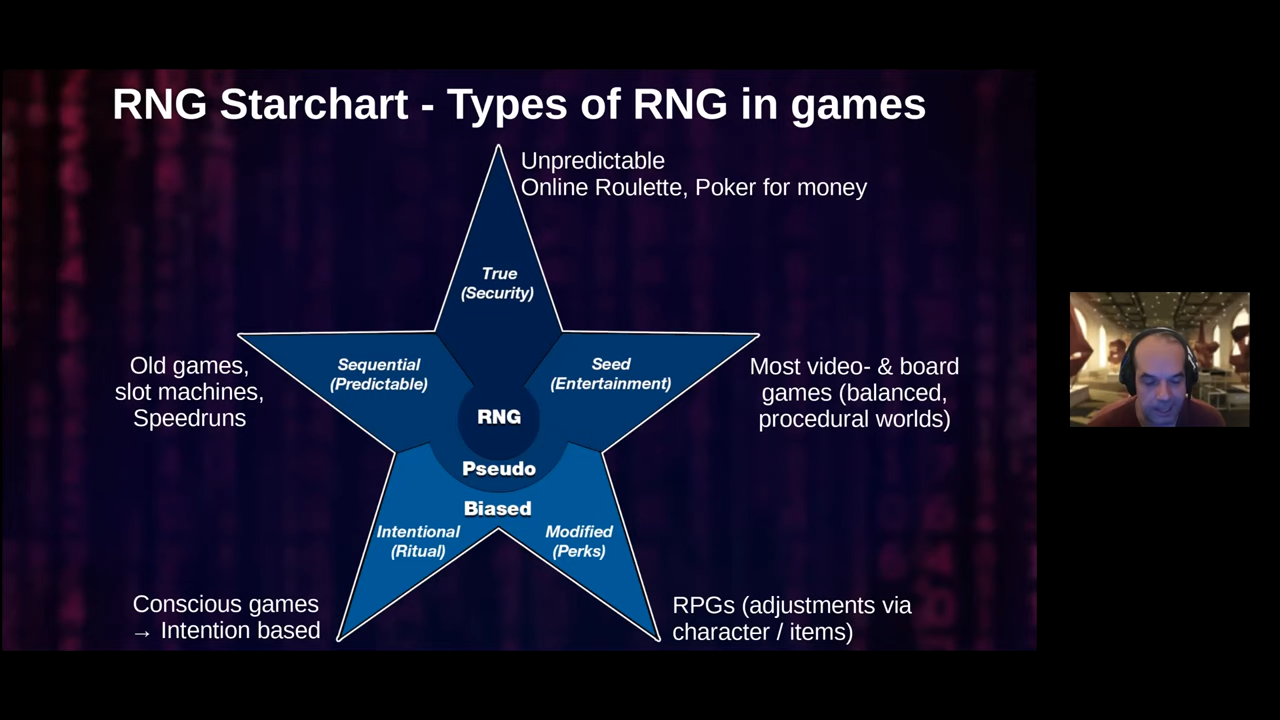 RNG Starchart - Types of RNG in games
Unpredictable
Online Roulette, Poker for money
True
(Security)
Old games,
slot machines,
Speedruns
Sequential
(Predictable)
Seed
(Entertainment)
Most video- & board
games (balanced,
procedural worlds)
RNG
Pseudo
Biased
Intentional
(Ritual)
Modified
(Perks)
Conscious games
→ Intention based
RPGs (adjustments via
character / items)